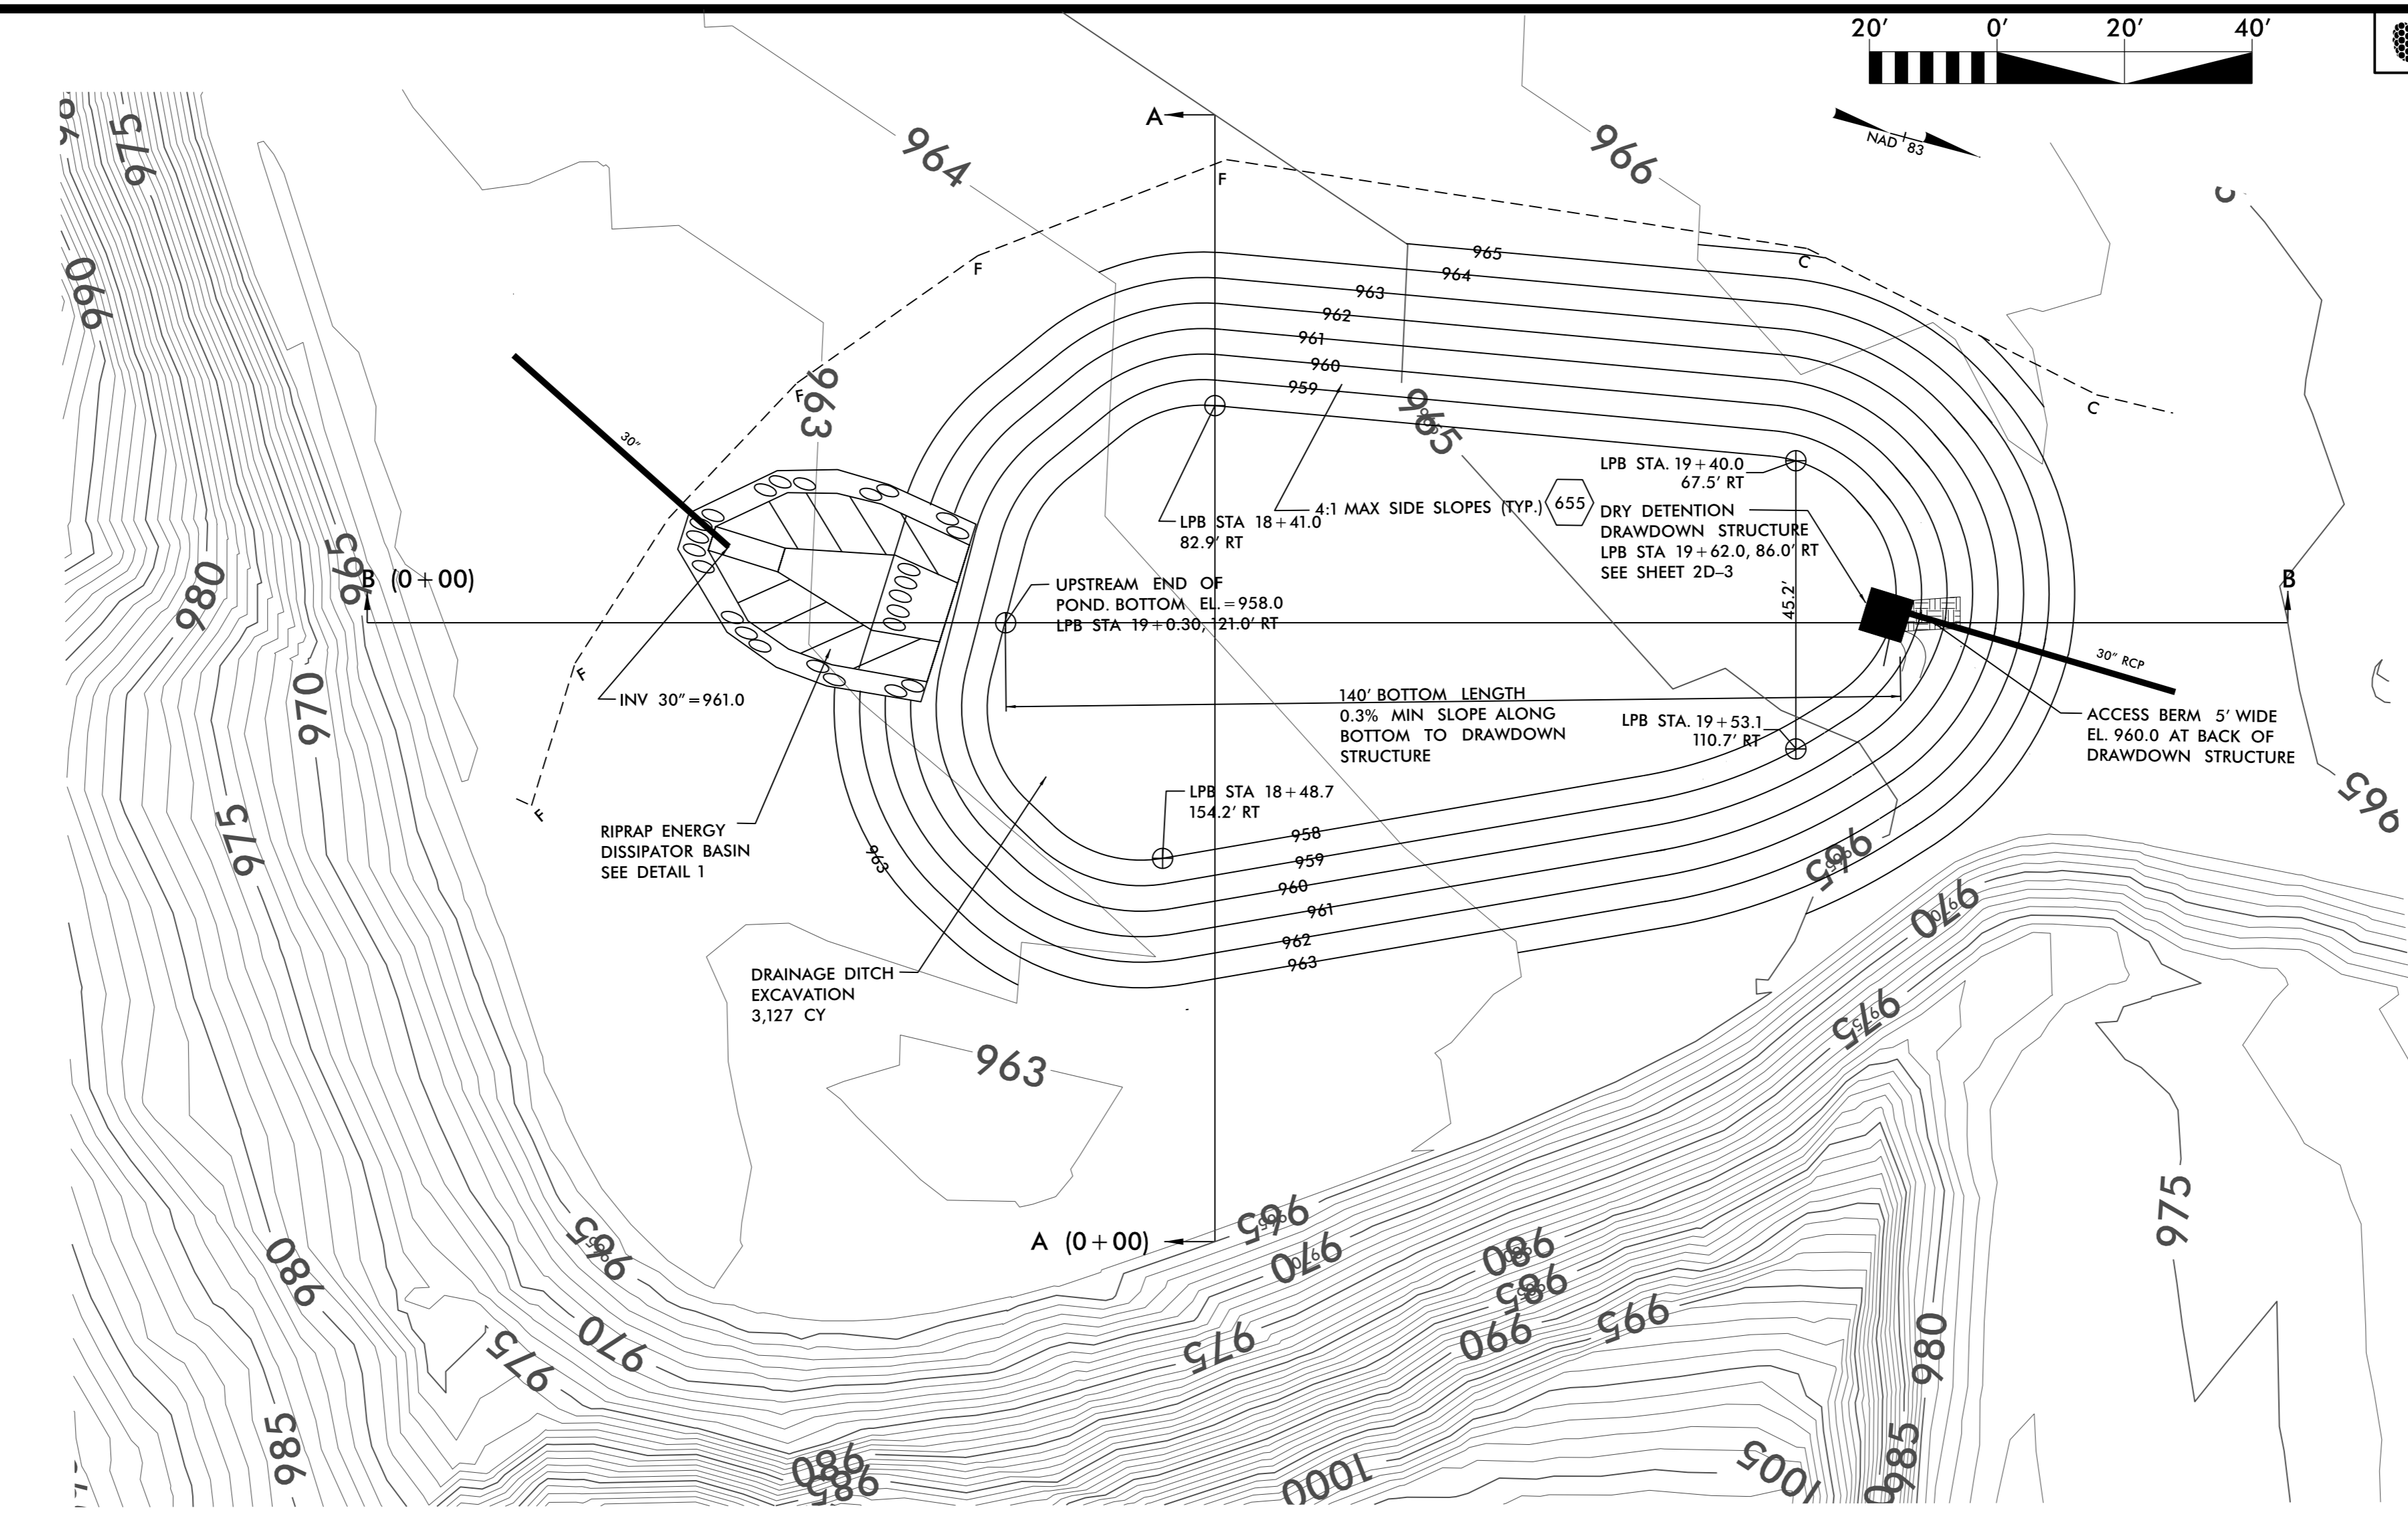 20' 0' 20' 40'
NAD '83
A
964
966
975
960
F
F
C
965
964
963
962
961
960
959
965
C
963
F
30"
LPB STA 18+41.0
82.9' RT
4:1 MAX SIDE SLOPES (TYP.)
655
LPB STA. 19+40.0
67.5' RT
DRY DETENTION
DRAWDOWN STRUCTURE
LPB STA 19+62.0, 86.0' RT
SEE SHEET 2D-3
45.2'
B (0+00)
B
965
980
UPSTREAM END OF
POND. BOTTOM EL.=958.0
LPB STA 19+0.30, 121.0' RT
INV 30"=961.0
F
30" RCP
140' BOTTOM LENGTH
0.3% MIN SLOPE ALONG
BOTTOM TO DRAWDOWN
STRUCTURE
LPB STA. 19+53.1
110.7' RT
ACCESS BERM 5' WIDE
EL. 960.0 AT BACK OF
DRAWDOWN STRUCTURE
970
F
LPB STA 18+48.7
154.2' RT
965
975
RIPRAP ENERGY
DISSIPATOR BASIN
SEE DETAIL 1
963
958
959
960
961
962
963
965
970
975
DRAINAGE DITCH
EXCAVATION
3,127 CY
963
A (0+00)
965
970
975
980
985
990
995
975
965
970
975
980
985
980
985
1000
1005
980
985